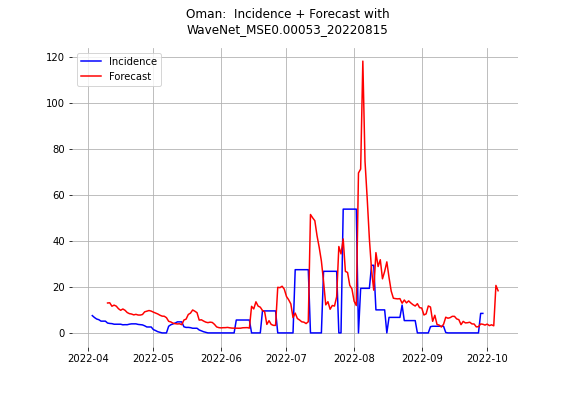 Oman:  Incidence + Forecast with
WaveNet_MSE0.00053_20220815
Incidence
Forecast
120
100
80
60
40
20
0
2022-04 2022-05 2022-06 2022-07 2022-08 2022-09 2022-10